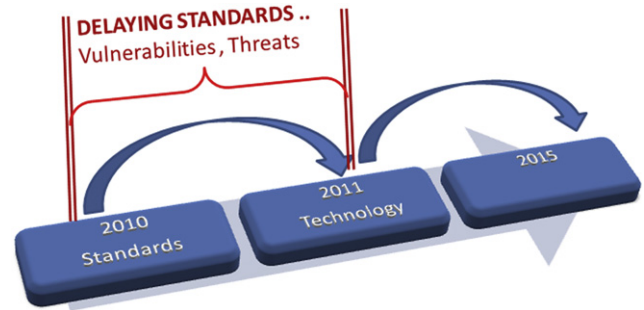 DELAYING STANDARDS ..
Vulnerabilities, Threats
2010
Standards
2011
Technology
2015